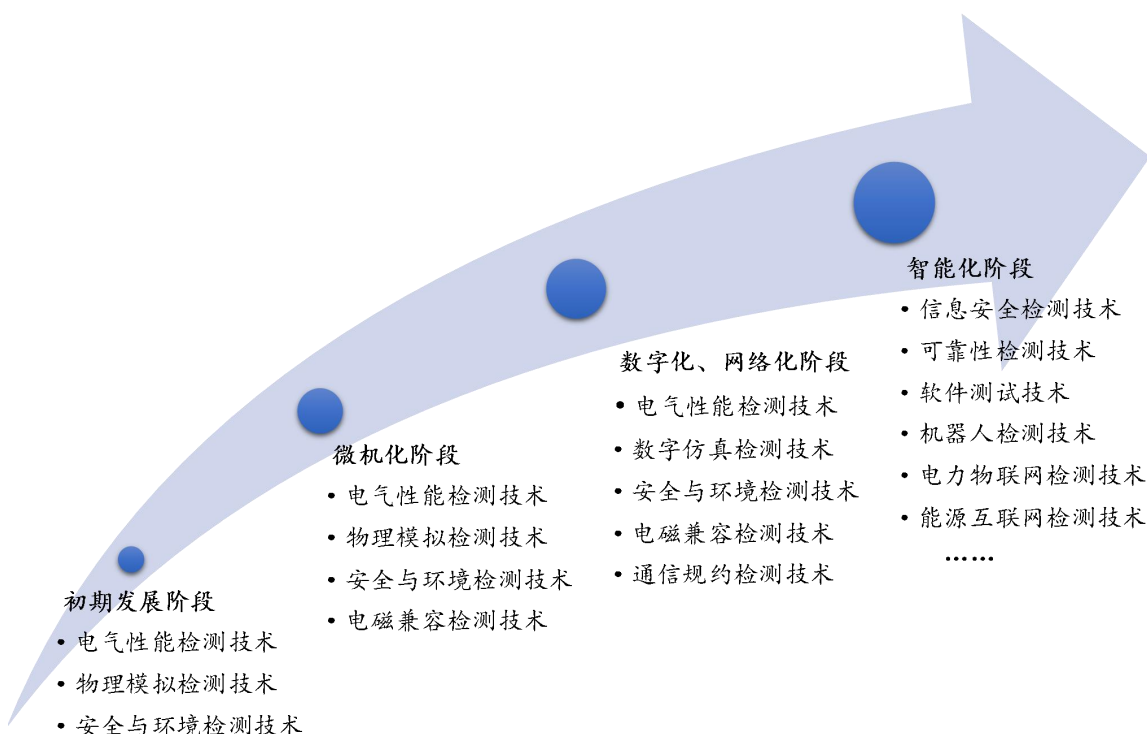 初期发展阶段
• 电气性能检测技术
• 物理模拟检测技术
• 安全与环境检测技术
微机化阶段
• 电气性能检测技术
• 物理模拟检测技术
• 安全与环境检测技术
• 电磁兼容检测技术
数字化、网络化阶段
• 电气性能检测技术
• 数字仿真检测技术
• 安全与环境检测技术
• 电磁兼容检测技术
• 通信规约检测技术
智能化阶段
• 信息安全检测技术
• 可靠性检测技术
• 软件测试技术
• 机器人检测技术
• 电力物联网检测技术
• 能源互联网检测技术
……